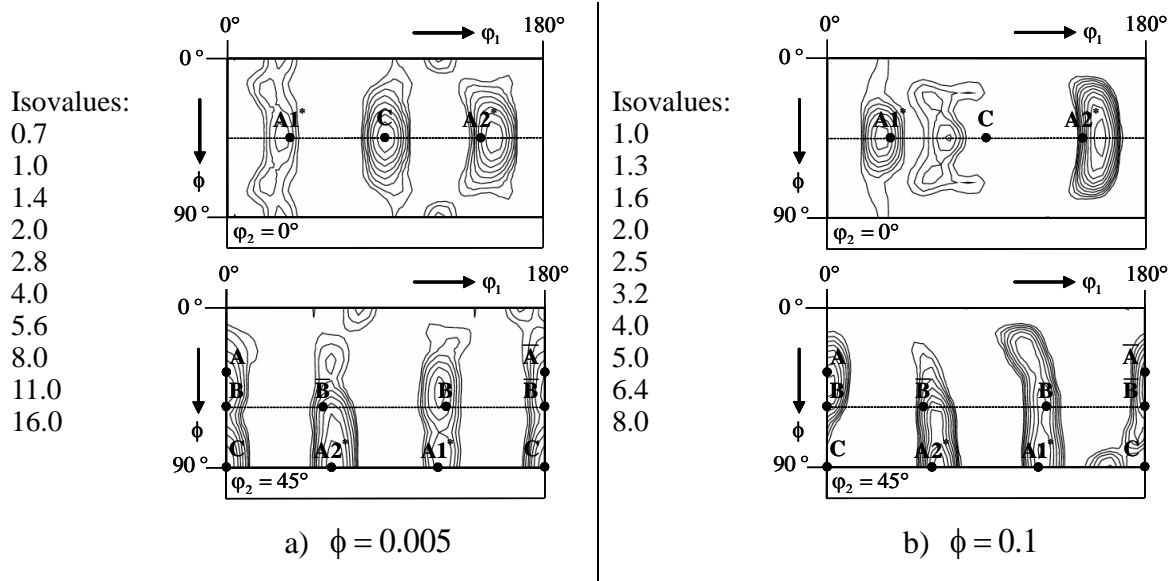 0° 180°
φ₁
0°
Isovalues:
0.7
1.0
1.4
2.0
2.8
4.0
5.6
8.0
11.0
16.0
A1* C A2*
ϕ
90°
φ₂ = 0°
0° 180°
φ₁
0°
A A̅
B B̅ B B̅
ϕ
C A2* A1* C
90°
φ₂ = 45°
a) ϕ = 0.005
0° 180°
φ₁
0°
Isovalues:
1.0
1.3
1.6
2.0
2.5
3.2
4.0
5.0
6.4
8.0
A1* C A2*
ϕ
90°
φ₂ = 0°
0° 180°
φ₁
0°
A A̅
B B̅ B B̅
ϕ
C A2* A1* C
90°
φ₂ = 45°
b) ϕ = 0.1